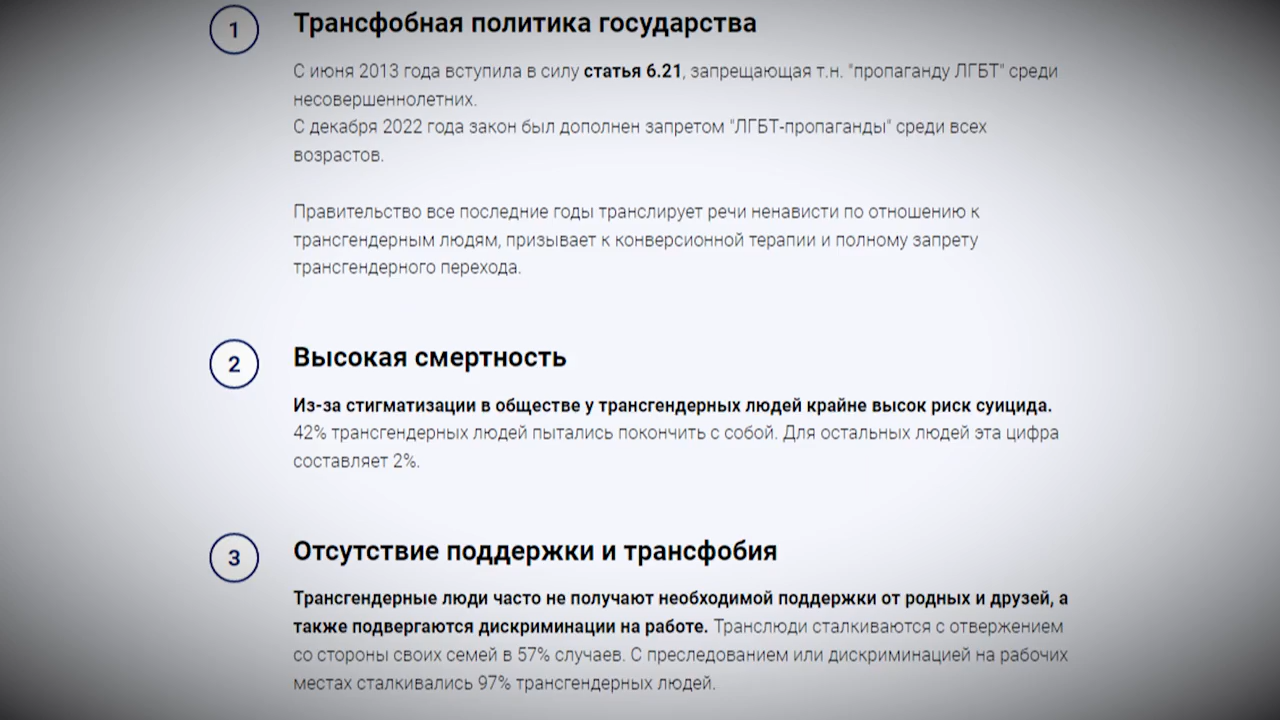 1
Трансфобная политика государства
С июня 2013 года вступила в силу статья 6.21, запрещающая т.н. "пропаганду ЛГБТ" среди
несовершеннолетних.
С декабря 2022 года закон был дополнен запретом "ЛГБТ-пропаганды" среди всех
возрастов.
Правительство все последние годы транслирует речи ненависти по отношению к
трансгендерным людям, призывает к конверсионной терапии и полному запрету
трансгендерного перехода.
2
Высокая смертность
Из-за стигматизации в обществе у трансгендерных людей крайне высок риск суицида.
42% трансгендерных людей пытались покончить с собой. Для остальных людей эта цифра
составляет 2%.
3
Отсутствие поддержки и трансфобия
Трансгендерные люди часто не получают необходимой поддержки от родных и друзей, а
также подвергаются дискриминации на работе. Транслюди сталкиваются с отвержением
со стороны своих семей в 57% случаев. С преследованием или дискриминацией на рабочих
местах сталкивались 97% трансгендерных людей.